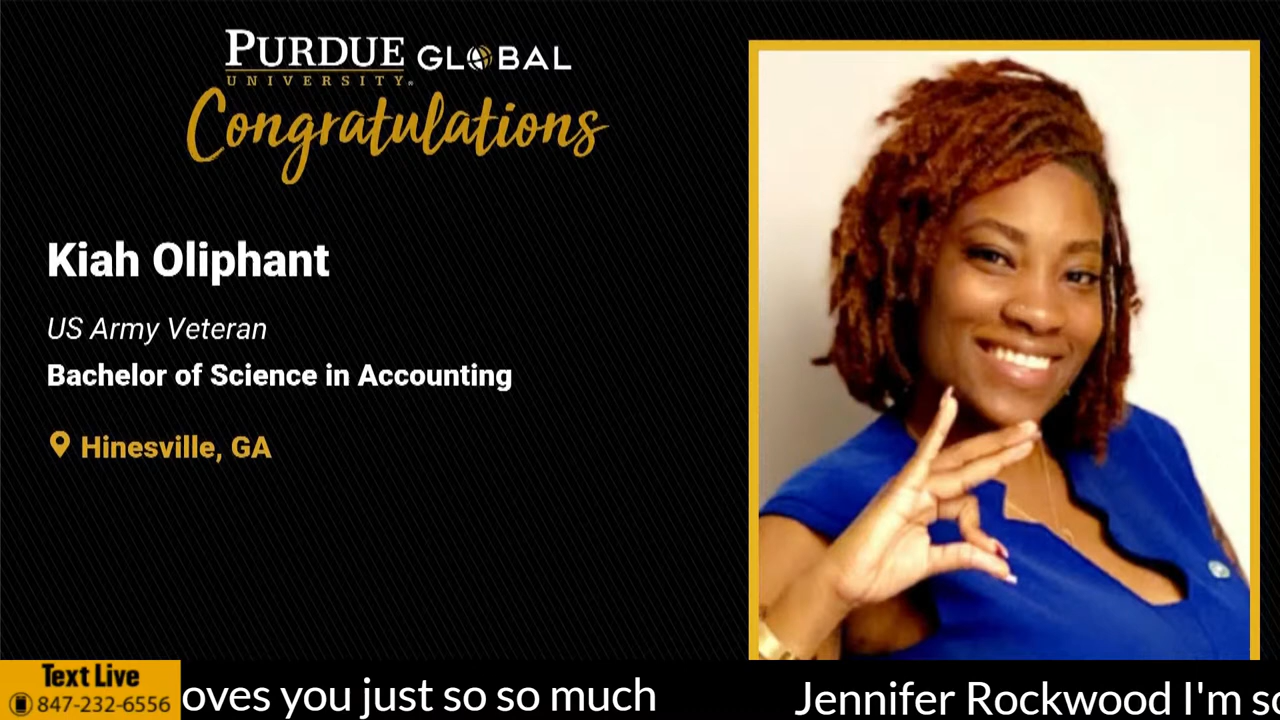 PURDUE GLOBAL
UNIVERSITY®
Congratulations
Kiah Oliphant
US Army Veteran
Bachelor of Science in Accounting
Hinesville, GA
Text Live
847-232-6556
oves you just so so much
Jennifer Rockwood I'm so